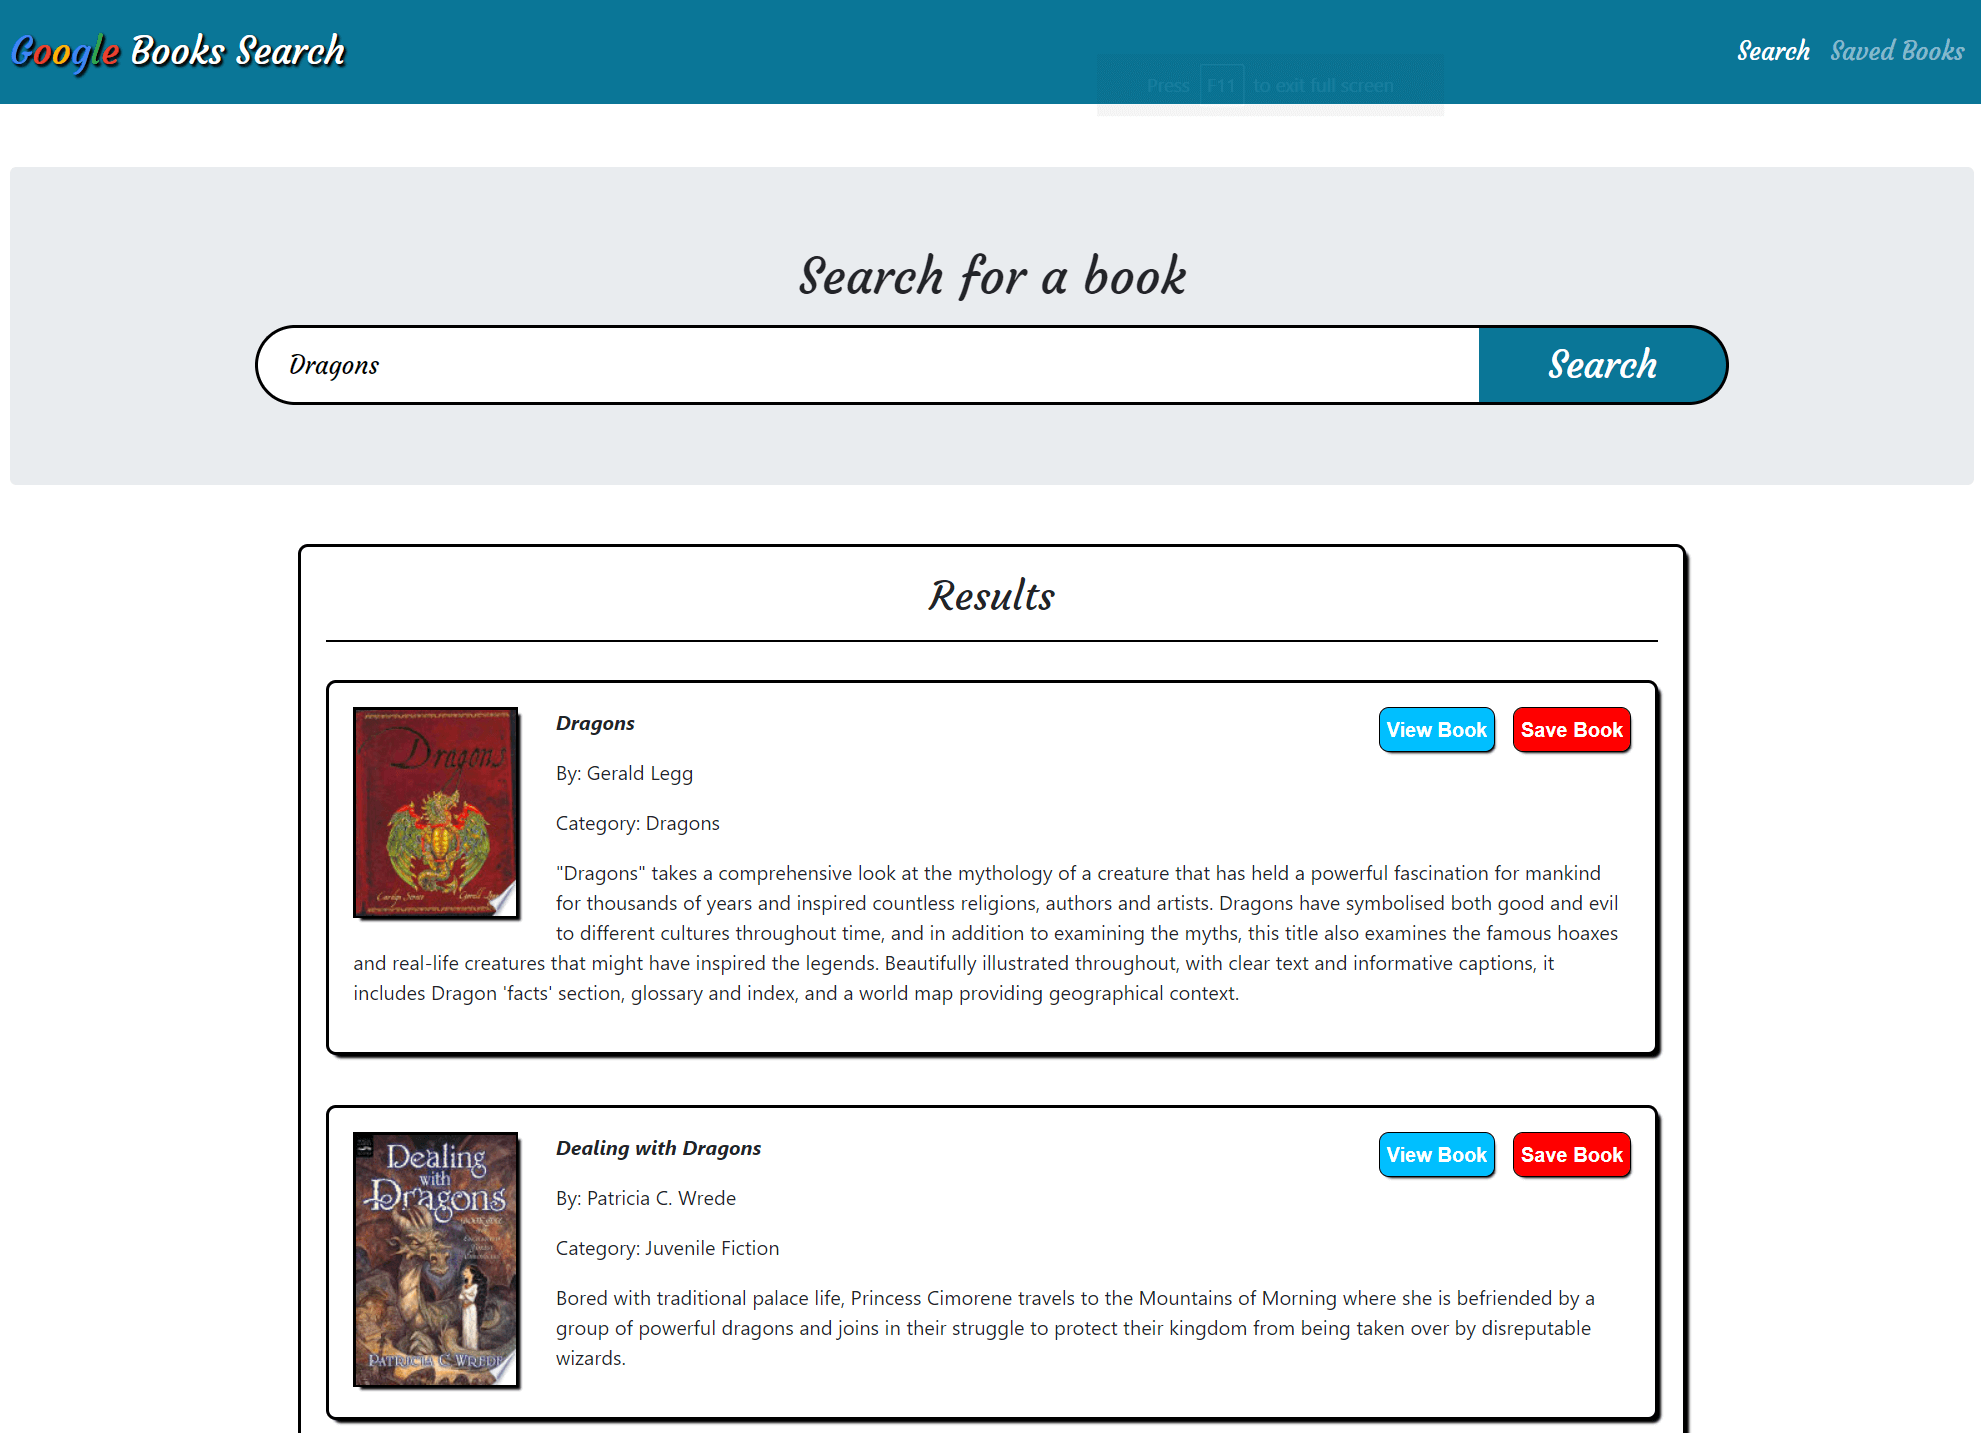 Google Books Search
Search Saved Books
Press F11 to exit full screen
Search for a book
Dragons
Search
Results
Dragons
Dragons
View Book
Save Book
By: Gerald Legg
Category: Dragons
"Dragons" takes a comprehensive look at the mythology of a creature that has held a powerful fascination for mankind
for thousands of years and inspired countless religions, authors and artists. Dragons have symbolised both good and evil
to different cultures throughout time, and in addition to examining the myths, this title also examines the famous hoaxes
and real-life creatures that might have inspired the legends. Beautifully illustrated throughout, with clear text and informative captions, it
includes Dragon 'facts' section, glossary and index, and a world map providing geographical context.
Dealing
with
Dragons
PATRICIA C. WREDE
Dealing with Dragons
View Book
Save Book
By: Patricia C. Wrede
Category: Juvenile Fiction
Bored with traditional palace life, Princess Cimorene travels to the Mountains of Morning where she is befriended by a
group of powerful dragons and joins in their struggle to protect their kingdom from being taken over by disreputable
wizards.